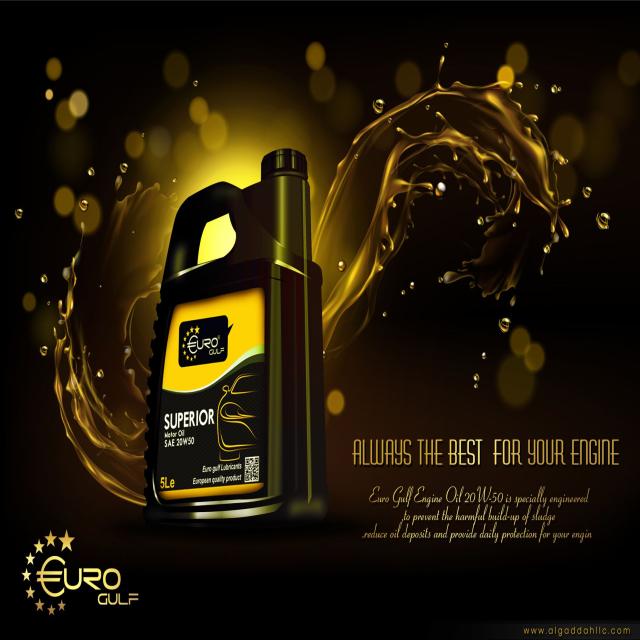 EURO
GULF
SUPERIOR
Motor Oil
SAE 20W50
Euro gulf Lubricants
European quality product
5Le
ALWAYS THE BEST FOR YOUR ENGINE
Euro Gulf Engine Oil 20 W-50 is specially engineered
to prevent the harmful build-up of sludge
.reduce oil deposits and provide daily protection for your engin
EURO
GULF
www.algaddahllc.com